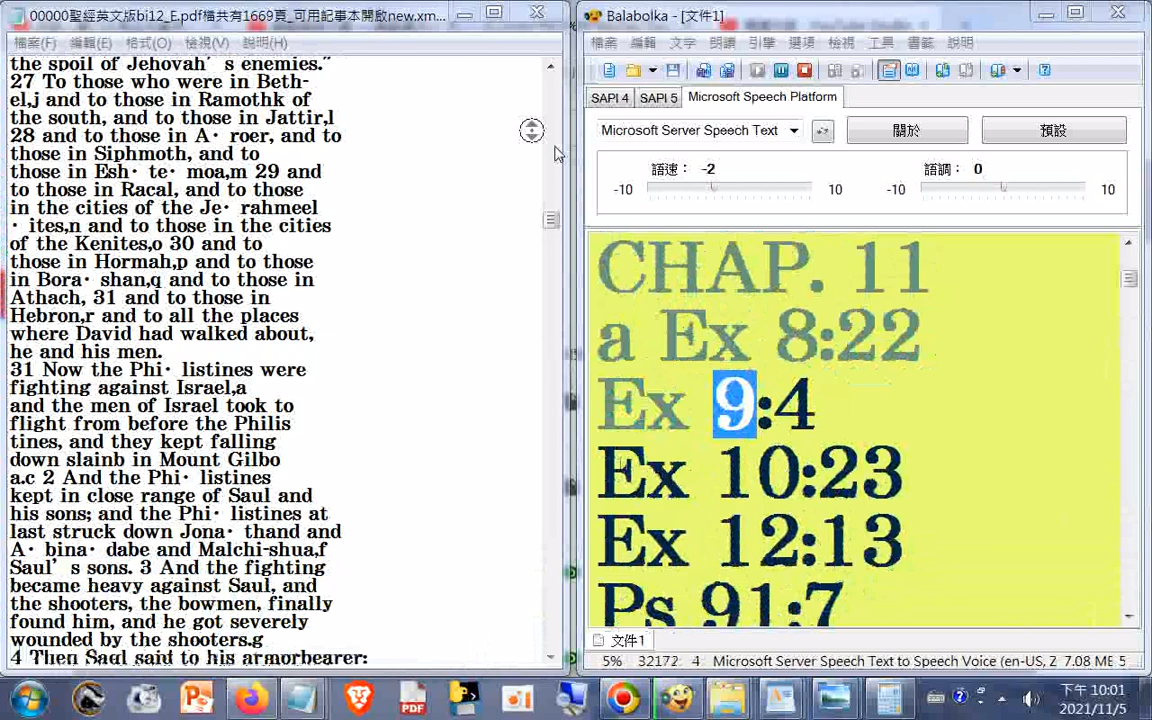 00000聖經英文版bi12_E.pdf檔共有1669頁_可用記事本開啟new.xm...
檔案(F) 編輯(E) 格式(O) 檢視(V) 說明(H)
the spoil of Jehovah's enemies."
27 To those who were in Beth-
el,j and to those in Ramothk of
the south, and to those in Jattir,l
28 and to those in A· roer, and to
those in Siphmoth, and to
those in Esh· te· moa,m 29 and
to those in Racal, and to those
in the cities of the Je· rahmeel
· ites,n and to those in the cities
of the Kenites,o 30 and to
those in Hormah,p and to those
in Bora· shan,q and to those in
Athach, 31 and to those in
Hebron,r and to all the places
where David had walked about,
he and his men.
31 Now the Phi· listines were
fighting against Israel,a
and the men of Israel took to
flight from before the Philis
tines, and they kept falling
down slainb in Mount Gilbo
a.c 2 And the Phi· listines
kept in close range of Saul and
his sons; and the Phi· listines at
last struck down Jona· thand and
A· bina· dabe and Malchi-shua,f
Saul's sons. 3 And the fighting
became heavy against Saul, and
the shooters, the bowmen, finally
found him, and he got severely
wounded by the shooters.g
4 Then Saul said to his armorbearer:
Balabolka - [文件1]
檔案 編輯 文字 朗讀 引擎 選項 檢視 工具 書籤 說明
SAPI 4 SAPI 5 Microsoft Speech Platform
Microsoft Server Speech Text 關於 預設
語速: -2 語調: 0
-10 10 -10 10
CHAP. 11
a Ex 8:22
Ex 9:4
Ex 10:23
Ex 12:13
Ps 91:7
文件1
5% 32172 4 Microsoft Server Speech Text to Speech Voice (en-US, Z 7.08 MB 5
下午 10:01
2021/11/5